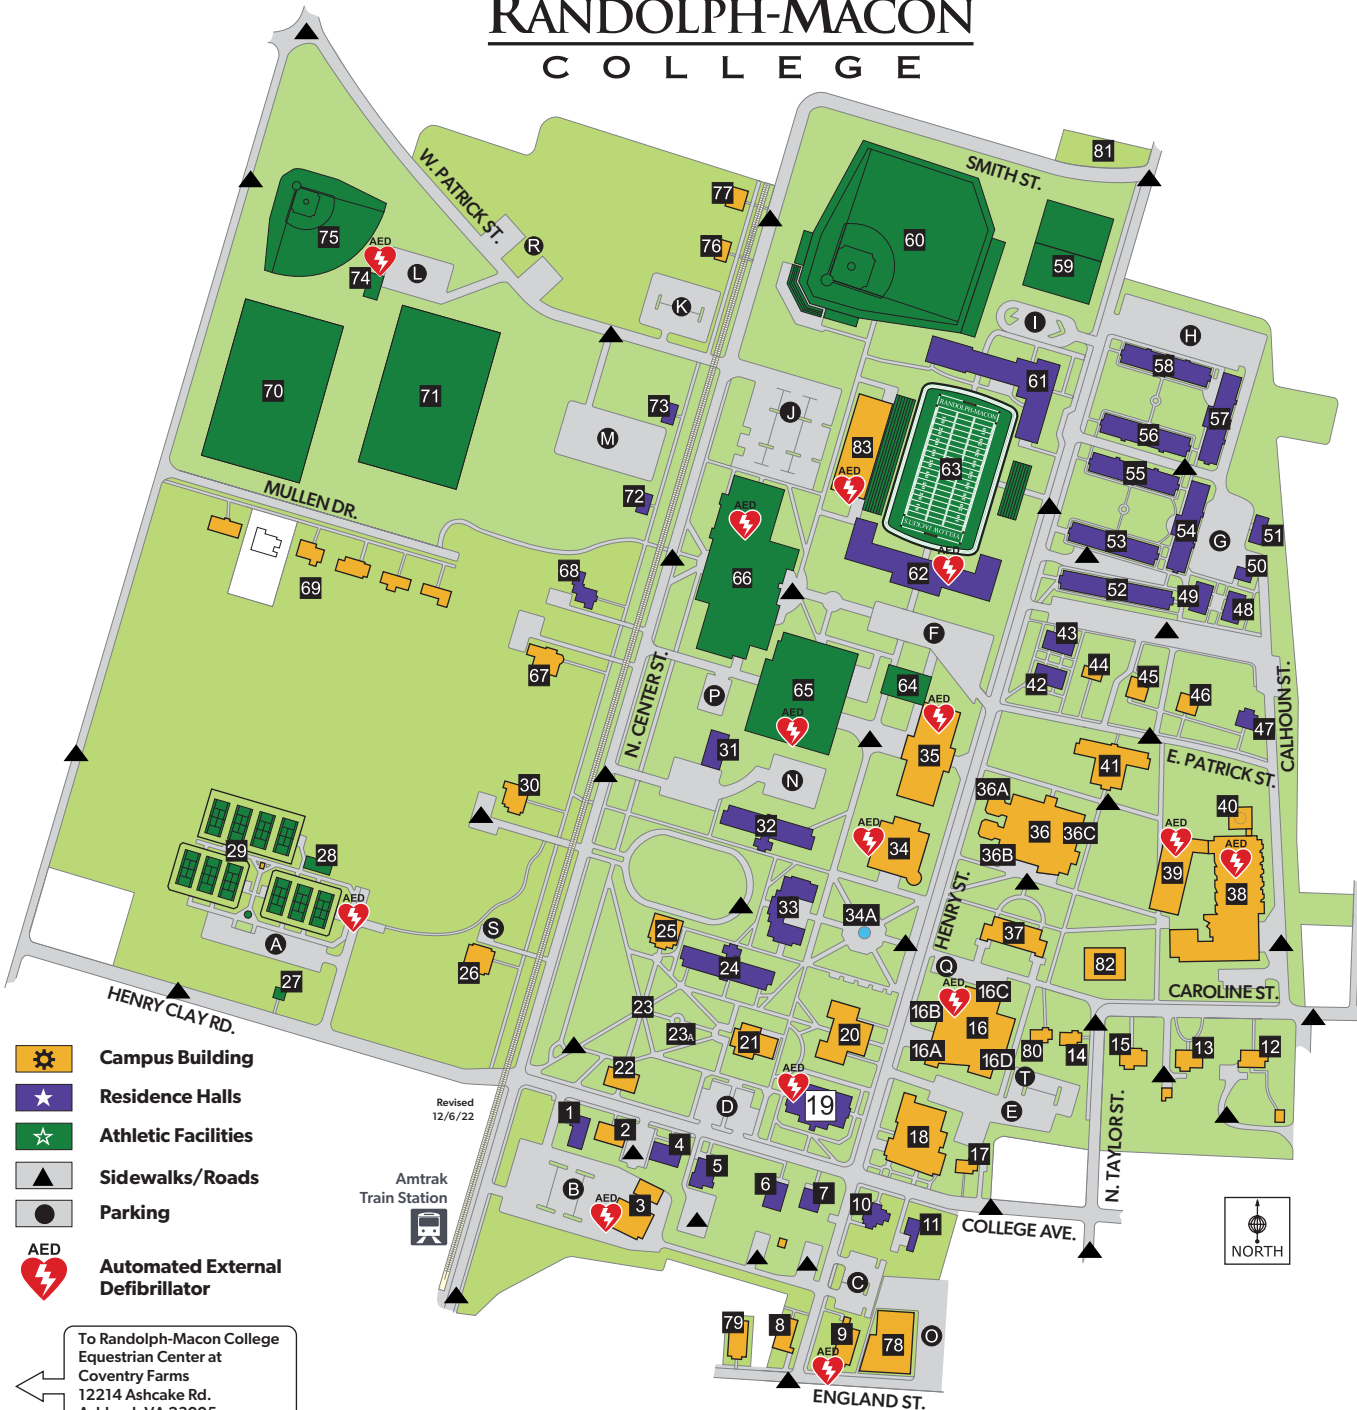 RANDOLPH-MACON
COLLEGE
SMITH ST.
81
W. PATRICK ST.
77
76
R
60
59
75
AED
74
L
K
I
H
58
61
57
73
J
M
70
71
83
AED
RANDOLPH-MACON
63
YELLOW JACKETS
56
55
54
53
G
51
50
72
MULLEN DR.
AED
66
AED
62
52
49
48
69
68
F
43
42
44
45
46
47
CALHOUN ST.
67
N. CENTER ST.
P
65
AED
64
AED
35
31
N
E. PATRICK ST.
41
30
32
AED
34
36A
36
36C
36B
40
AED
39
AED
38
29
28
AED
A
27
S
26
HENRY CLAY RD.
33
34A
HENRY ST.
25
24
37
Q
82
CAROLINE ST.
23
23A
21
20
AED
16C
16B
16
16A
16D
80
14
15
13
12
T
E
22
AED
19
D
18
17
N. TAYLOR ST.
1
2
4
5
6
7
10
11
COLLEGE AVE.
B
AED
3
C
79
8
9
AED
78
O
ENGLAND ST.
NORTH
Campus Building
Residence Halls
Athletic Facilities
Sidewalks/Roads
Parking
AED
Automated External
Defibrillator
Revised
12/6/22
Amtrak
Train Station
To Randolph-Macon College
Equestrian Center at
Coventry Farms
12214 Ashcake Rd.